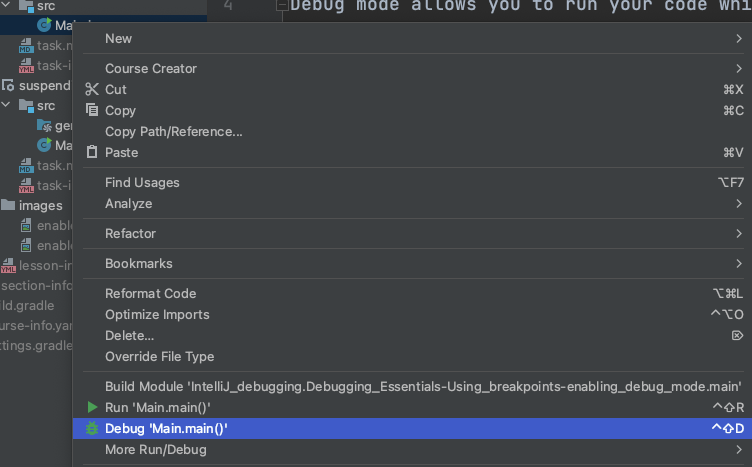 src
4 Debug mode allows you to run your code whi
Ma
New
task.m
Course Creator
task-i
Cut ⌘X
suspend
src
Copy ⌘C
ge
Copy Path/Reference...
Ma
Paste ⌘V
task.m
task-i
Find Usages ⌥F7
images
Analyze
enable
Refactor
enable
lesson-in
Bookmarks
section-info
Reformat Code ⌥⌘L
ld.gradle
Optimize Imports ^⌥O
urse-info.yar
Delete... ⌦
ttings.gradle
Override File Type
Build Module 'IntelliJ_debugging.Debugging_Essentials-Using_breakpoints-enabling_debug_mode.main'
Run 'Main.main()' ^⇧R
Debug 'Main.main()' ^⇧D
More Run/Debug